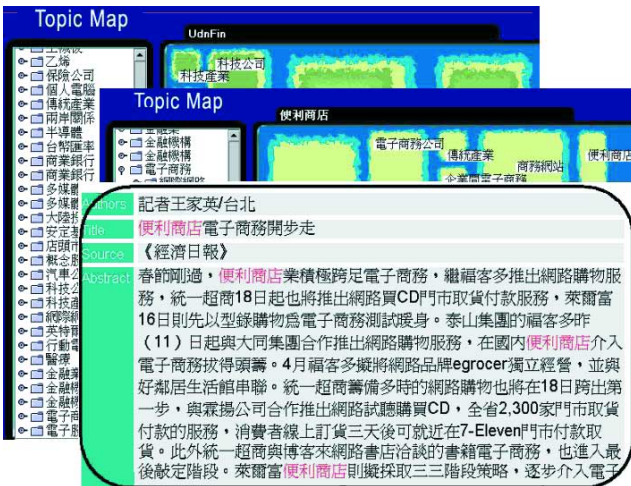 Topic Map
UdnFin
乙烯
保險公司
個人電腦
傳統產業
兩岸關係
半導體
台幣匯率
商業銀行
商業銀行
多媒體
多媒
大陸投
安定基
店頭市
概念股
汽車公
科技公
科技產
網際網
英特爾
行動電
醫療
金融業
金融機
金融機
電子商
電子股
科技公司
科技產業
Topic Map
便利商店
金融業
金融機構
金融機構
電子商務
電子商務公司
傳統產業
商務網站
便利商店
企業間電子商務
Authors 記者王家英/台北
Title 便利商店電子商務開步走
Source 《經濟日報》
Abstract 春節剛過，便利商店業積極跨足電子商務，繼福客多推出網路購物服
務，統一超商18日起也將推出網路買CD門市取貨付款服務，萊爾富
16日則先以型錄購物為電子商務測試暖身。泰山集團的福客多昨
（11）日起與大同集團合作推出網路購物服務，在國內便利商店介入
電子商務拔得頭籌。4月福客多擬將網路品牌egrocer獨立經營，並與
好鄰居生活館串聯。統一超商籌備多時的網路購物也將在18日跨出第
一步，與霖揚公司合作推出網路試聽購買CD，全省2,300家門市取貨
付款的服務，消費者線上訂貨三天後可就近在7-Eleven門市付款取
貨。此外統一超商與博客來網路書店洽談的書籍電子商務，也進入最
後敲定階段。萊爾富便利商店則擬採取三三階段策略，逐步介入電子